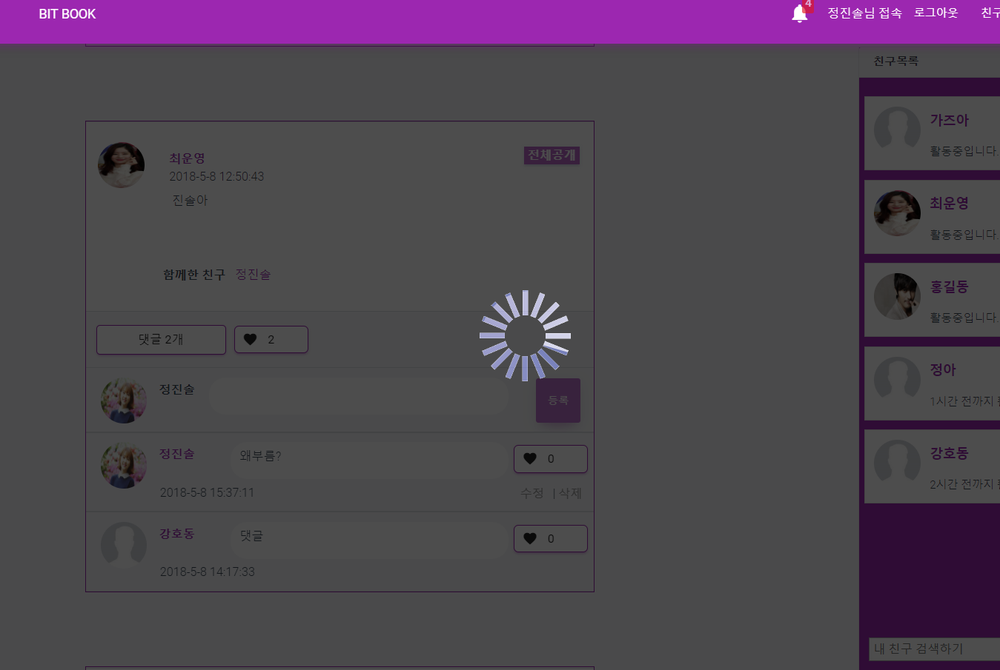 BIT BOOK
4
정진솔님 접속 로그아웃
최운영
전체공개
2018-5-8 12:50:43
진솔아
함께한 친구 정진솔
댓글 2개
2
정진솔
등록
정진솔
왜부름?
0
2018-5-8 15:37:11
수정 | 삭제
강호동
댓글
0
2018-5-8 14:17:33
친구목록
가즈아
활동중입니다.
최운영
활동중입니다.
홍길동
활동중입니다.
정아
1시간 전까지
강호동
2시간 전까지
내 친구 검색하기